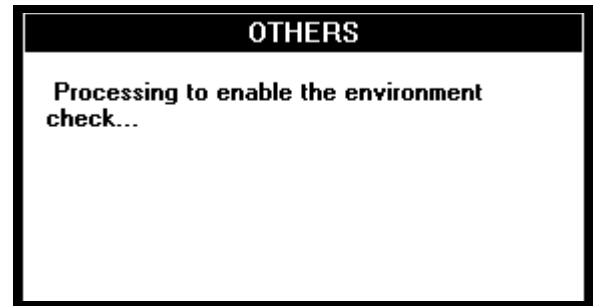 OTHERS
Processing to enable the environment
check...